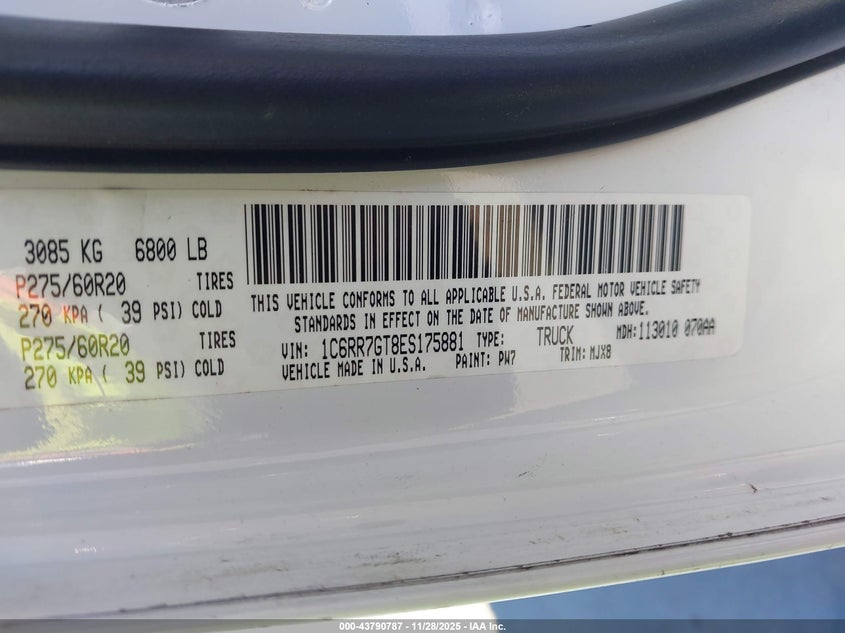 3085 KG 6800 LB
P275/60R20 TIRES
270 KPA ( 39 PSI) COLD
P275/60R20 TIRES
270 KPA ( 39 PSI) COLD
THIS VEHICLE CONFORMS TO ALL APPLICABLE U.S.A. FEDERAL MOTOR VEHICLE SAFETY
STANDARDS IN EFFECT ON THE DATE OF MANUFACTURE SHOWN ABOVE.
VIN: 1C6RR7GT8ES175881 TYPE: TRUCK MDH: 113010 070AA
VEHICLE MADE IN U.S.A. PAINT: PW7 TRIM: MJX8
000-43790787 - 11/28/2025 - IAA Inc.